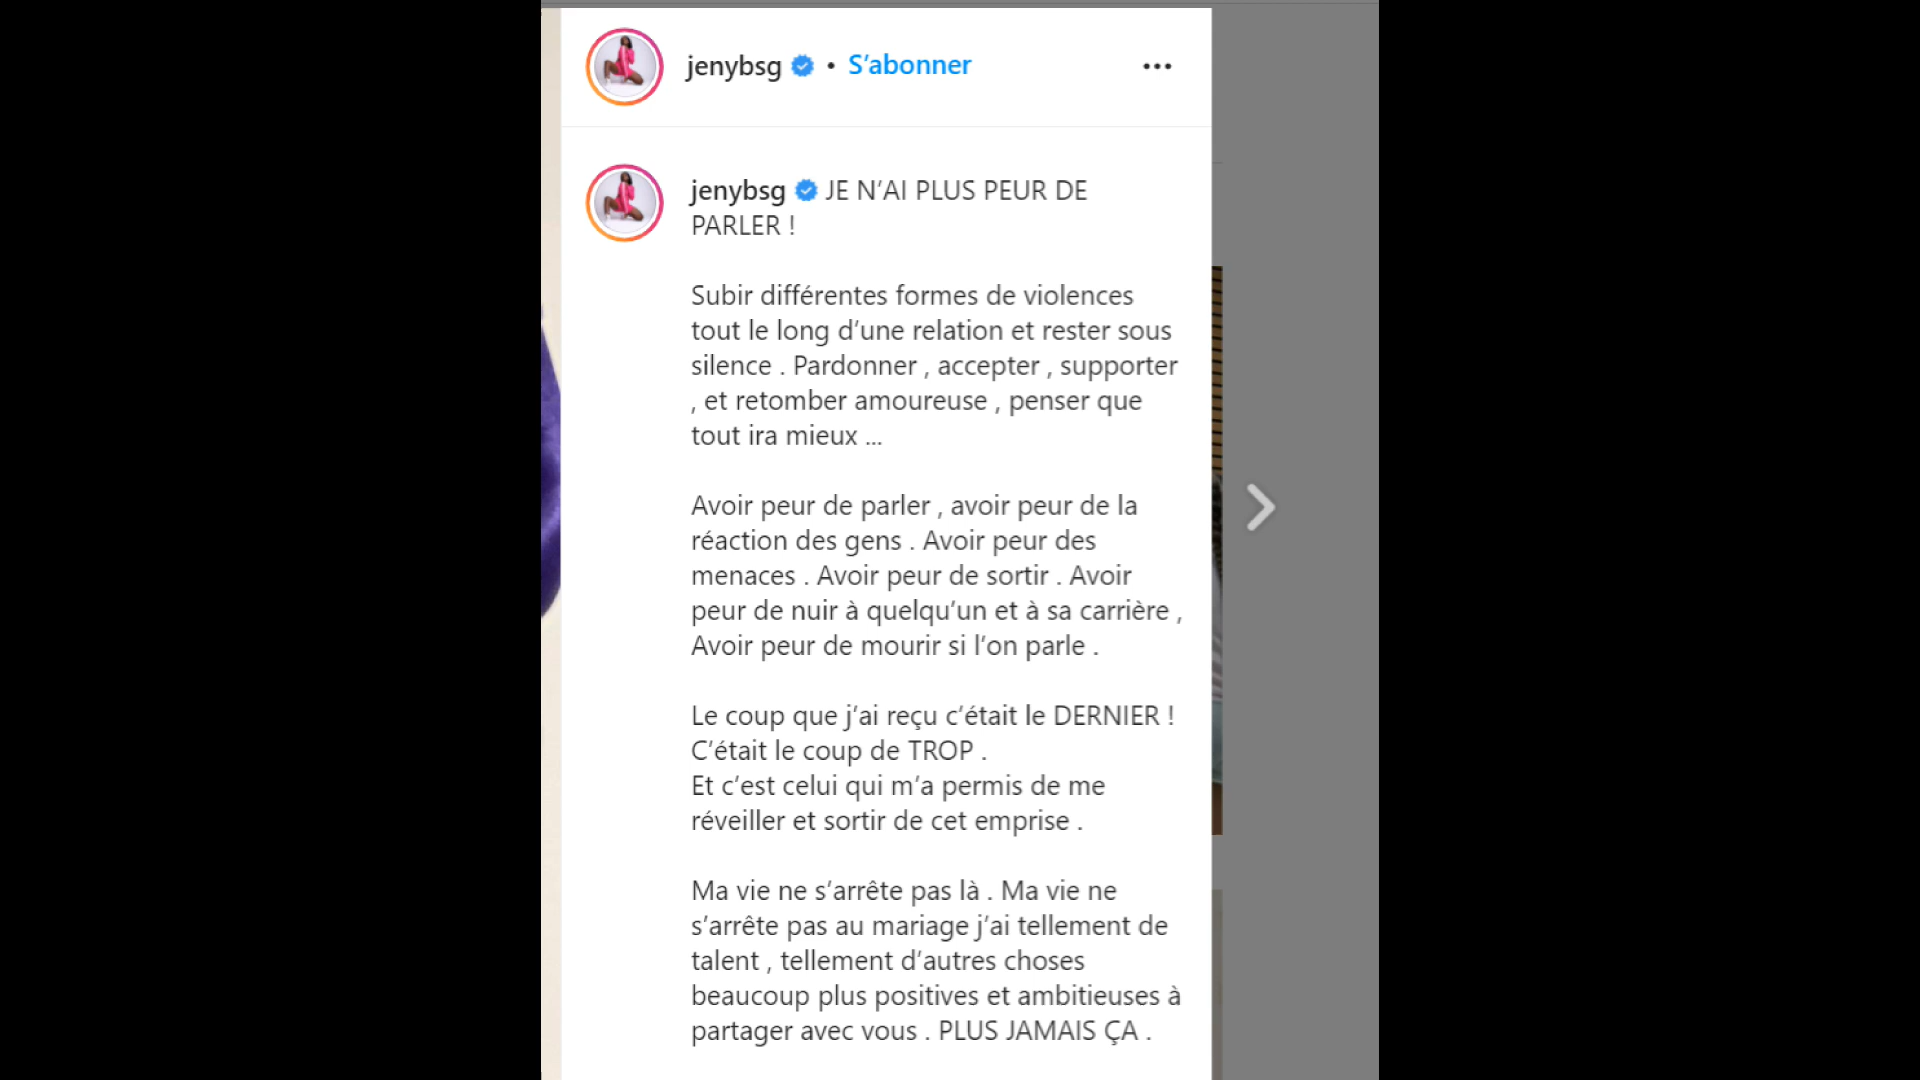 jenybsg • S’abonner
jenybsg JE N’AI PLUS PEUR DE
PARLER !
Subir différentes formes de violences
tout le long d’une relation et rester sous
silence . Pardonner , accepter , supporter
, et retomber amoureuse , penser que
tout ira mieux ...
Avoir peur de parler , avoir peur de la
réaction des gens . Avoir peur des
menaces . Avoir peur de sortir . Avoir
peur de nuir à quelqu’un et à sa carrière ,
Avoir peur de mourir si l’on parle .
Le coup que j’ai reçu c’était le DERNIER !
C’était le coup de TROP .
Et c’est celui qui m’a permis de me
réveiller et sortir de cet emprise .
Ma vie ne s’arrête pas là . Ma vie ne
s’arrête pas au mariage j’ai tellement de
talent , tellement d’autres choses
beaucoup plus positives et ambitieuses à
partager avec vous . PLUS JAMAIS ÇA .